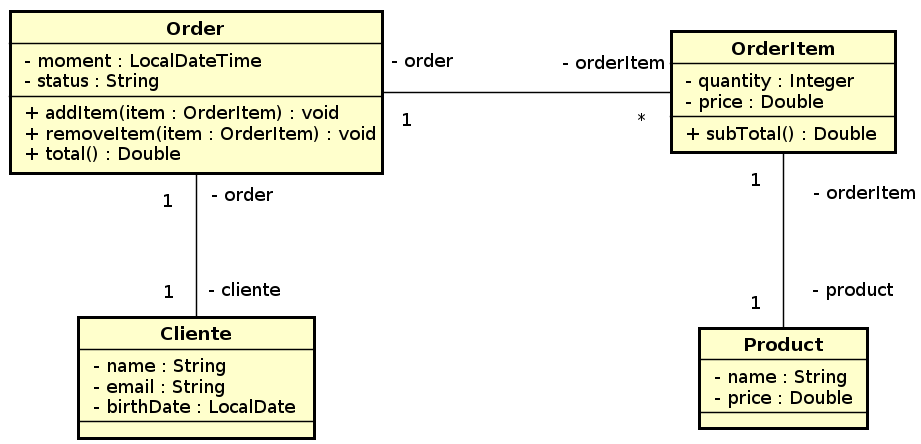 Order
- moment : LocalDateTime
- status : String
+ addItem(item : OrderItem) : void
+ removeItem(item : OrderItem) : void
+ total() : Double
- order
- orderItem
1
*
OrderItem
- quantity : Integer
- price : Double
+ subTotal() : Double
1
- order
1
- cliente
1
- orderItem
1
- product
Cliente
- name : String
- email : String
- birthDate : LocalDate
Product
- name : String
- price : Double